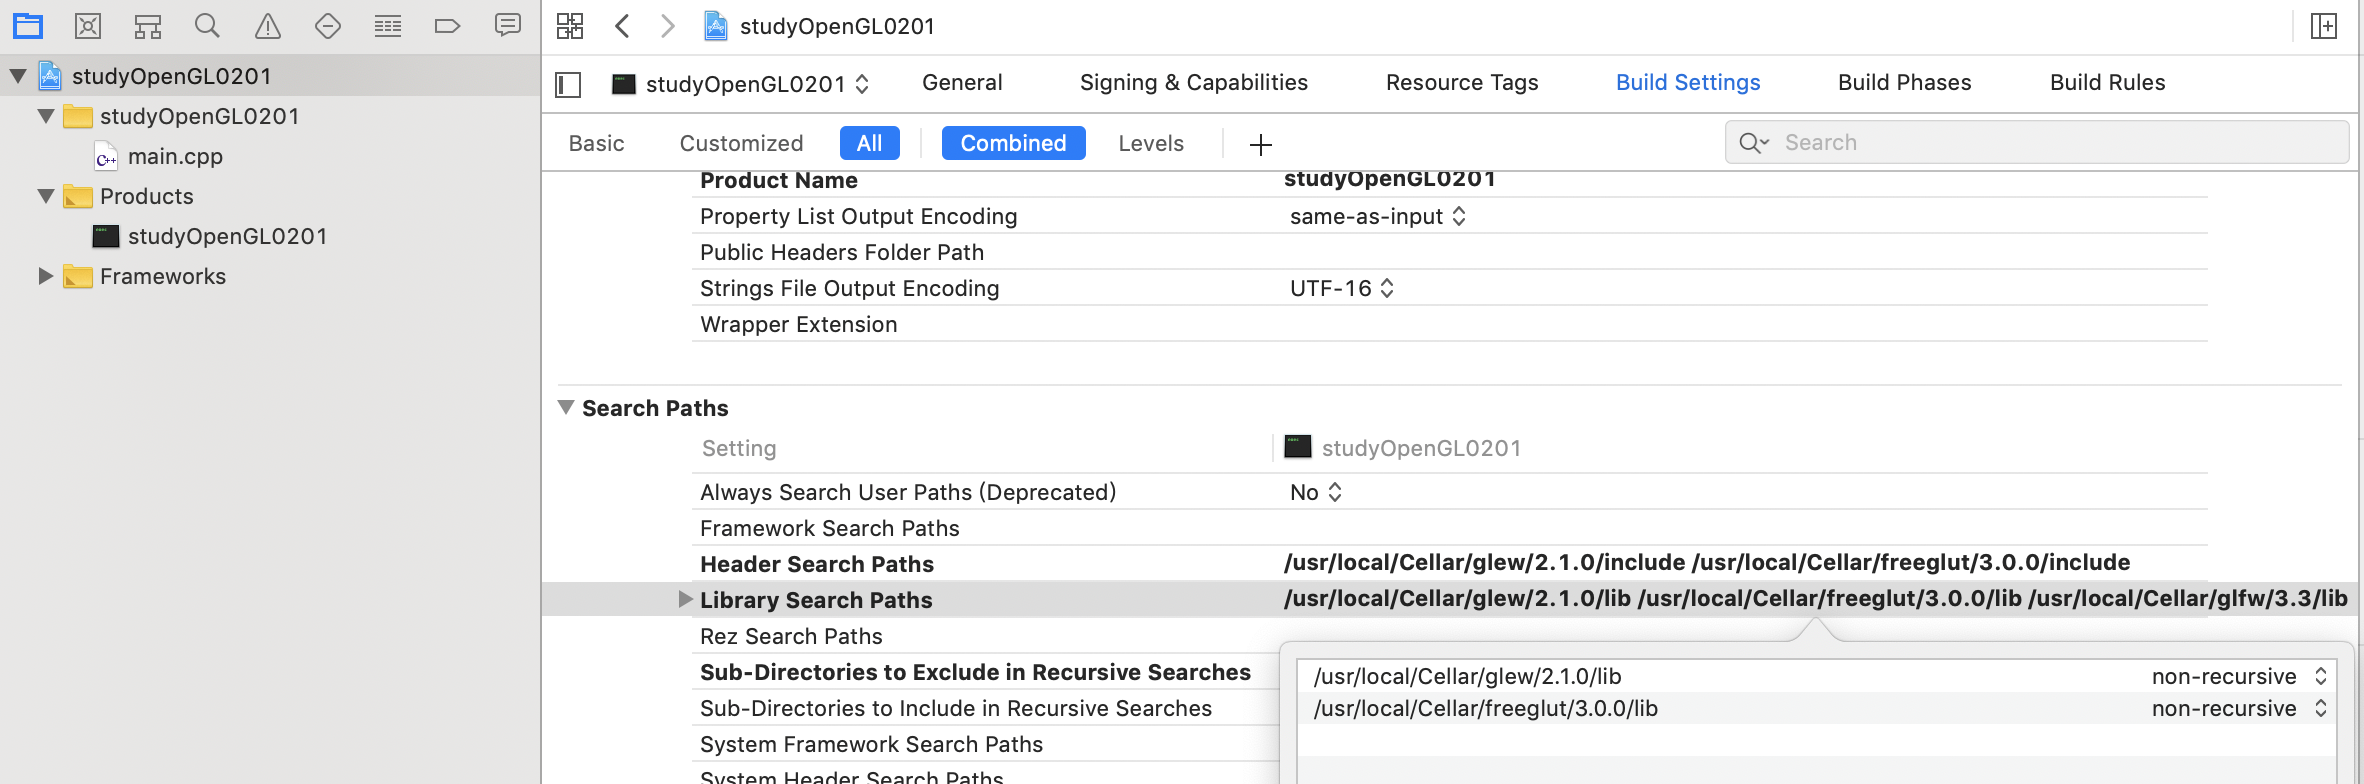 studyOpenGL0201
studyOpenGL0201
General
Signing & Capabilities
Resource Tags
Build Settings
Build Phases
Build Rules
Basic
Customized
All
Combined
Levels
Search
studyOpenGL0201
studyOpenGL0201
C++ main.cpp
Products
studyOpenGL0201
Frameworks
Product Name studyOpenGL0201
Property List Output Encoding same-as-input
Public Headers Folder Path
Strings File Output Encoding UTF-16
Wrapper Extension
Search Paths
Setting studyOpenGL0201
Always Search User Paths (Deprecated) No
Framework Search Paths
Header Search Paths /usr/local/Cellar/glew/2.1.0/include /usr/local/Cellar/freeglut/3.0.0/include
Library Search Paths /usr/local/Cellar/glew/2.1.0/lib /usr/local/Cellar/freeglut/3.0.0/lib /usr/local/Cellar/glfw/3.3/lib
Rez Search Paths
Sub-Directories to Exclude in Recursive Searches
Sub-Directories to Include in Recursive Searches
System Framework Search Paths
System Header Search Paths
/usr/local/Cellar/glew/2.1.0/lib non-recursive
/usr/local/Cellar/freeglut/3.0.0/lib non-recursive